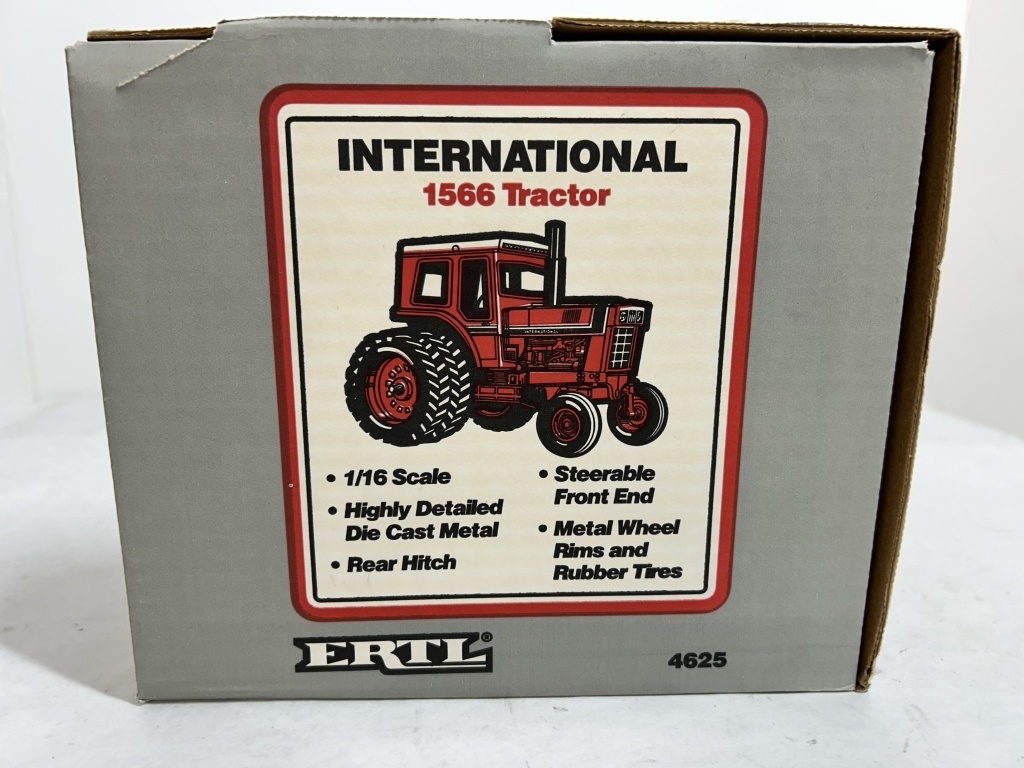 INTERNATIONAL
1566 Tractor
INTERNATIONAL
• 1/16 Scale
• Highly Detailed
Die Cast Metal
• Rear Hitch
• Steerable
Front End
• Metal Wheel
Rims and
Rubber Tires
ERTL®
4625